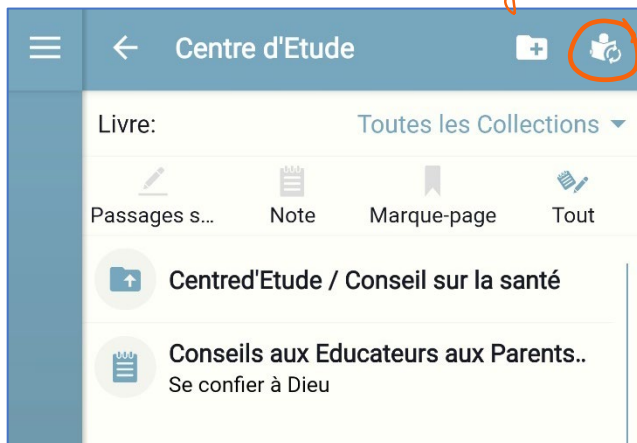 Centre d'Etude
Livre: Toutes les Collections
Passages s... Note Marque-page Tout
Centred'Etude / Conseil sur la santé
Conseils aux Educateurs aux Parents..
Se confier à Dieu